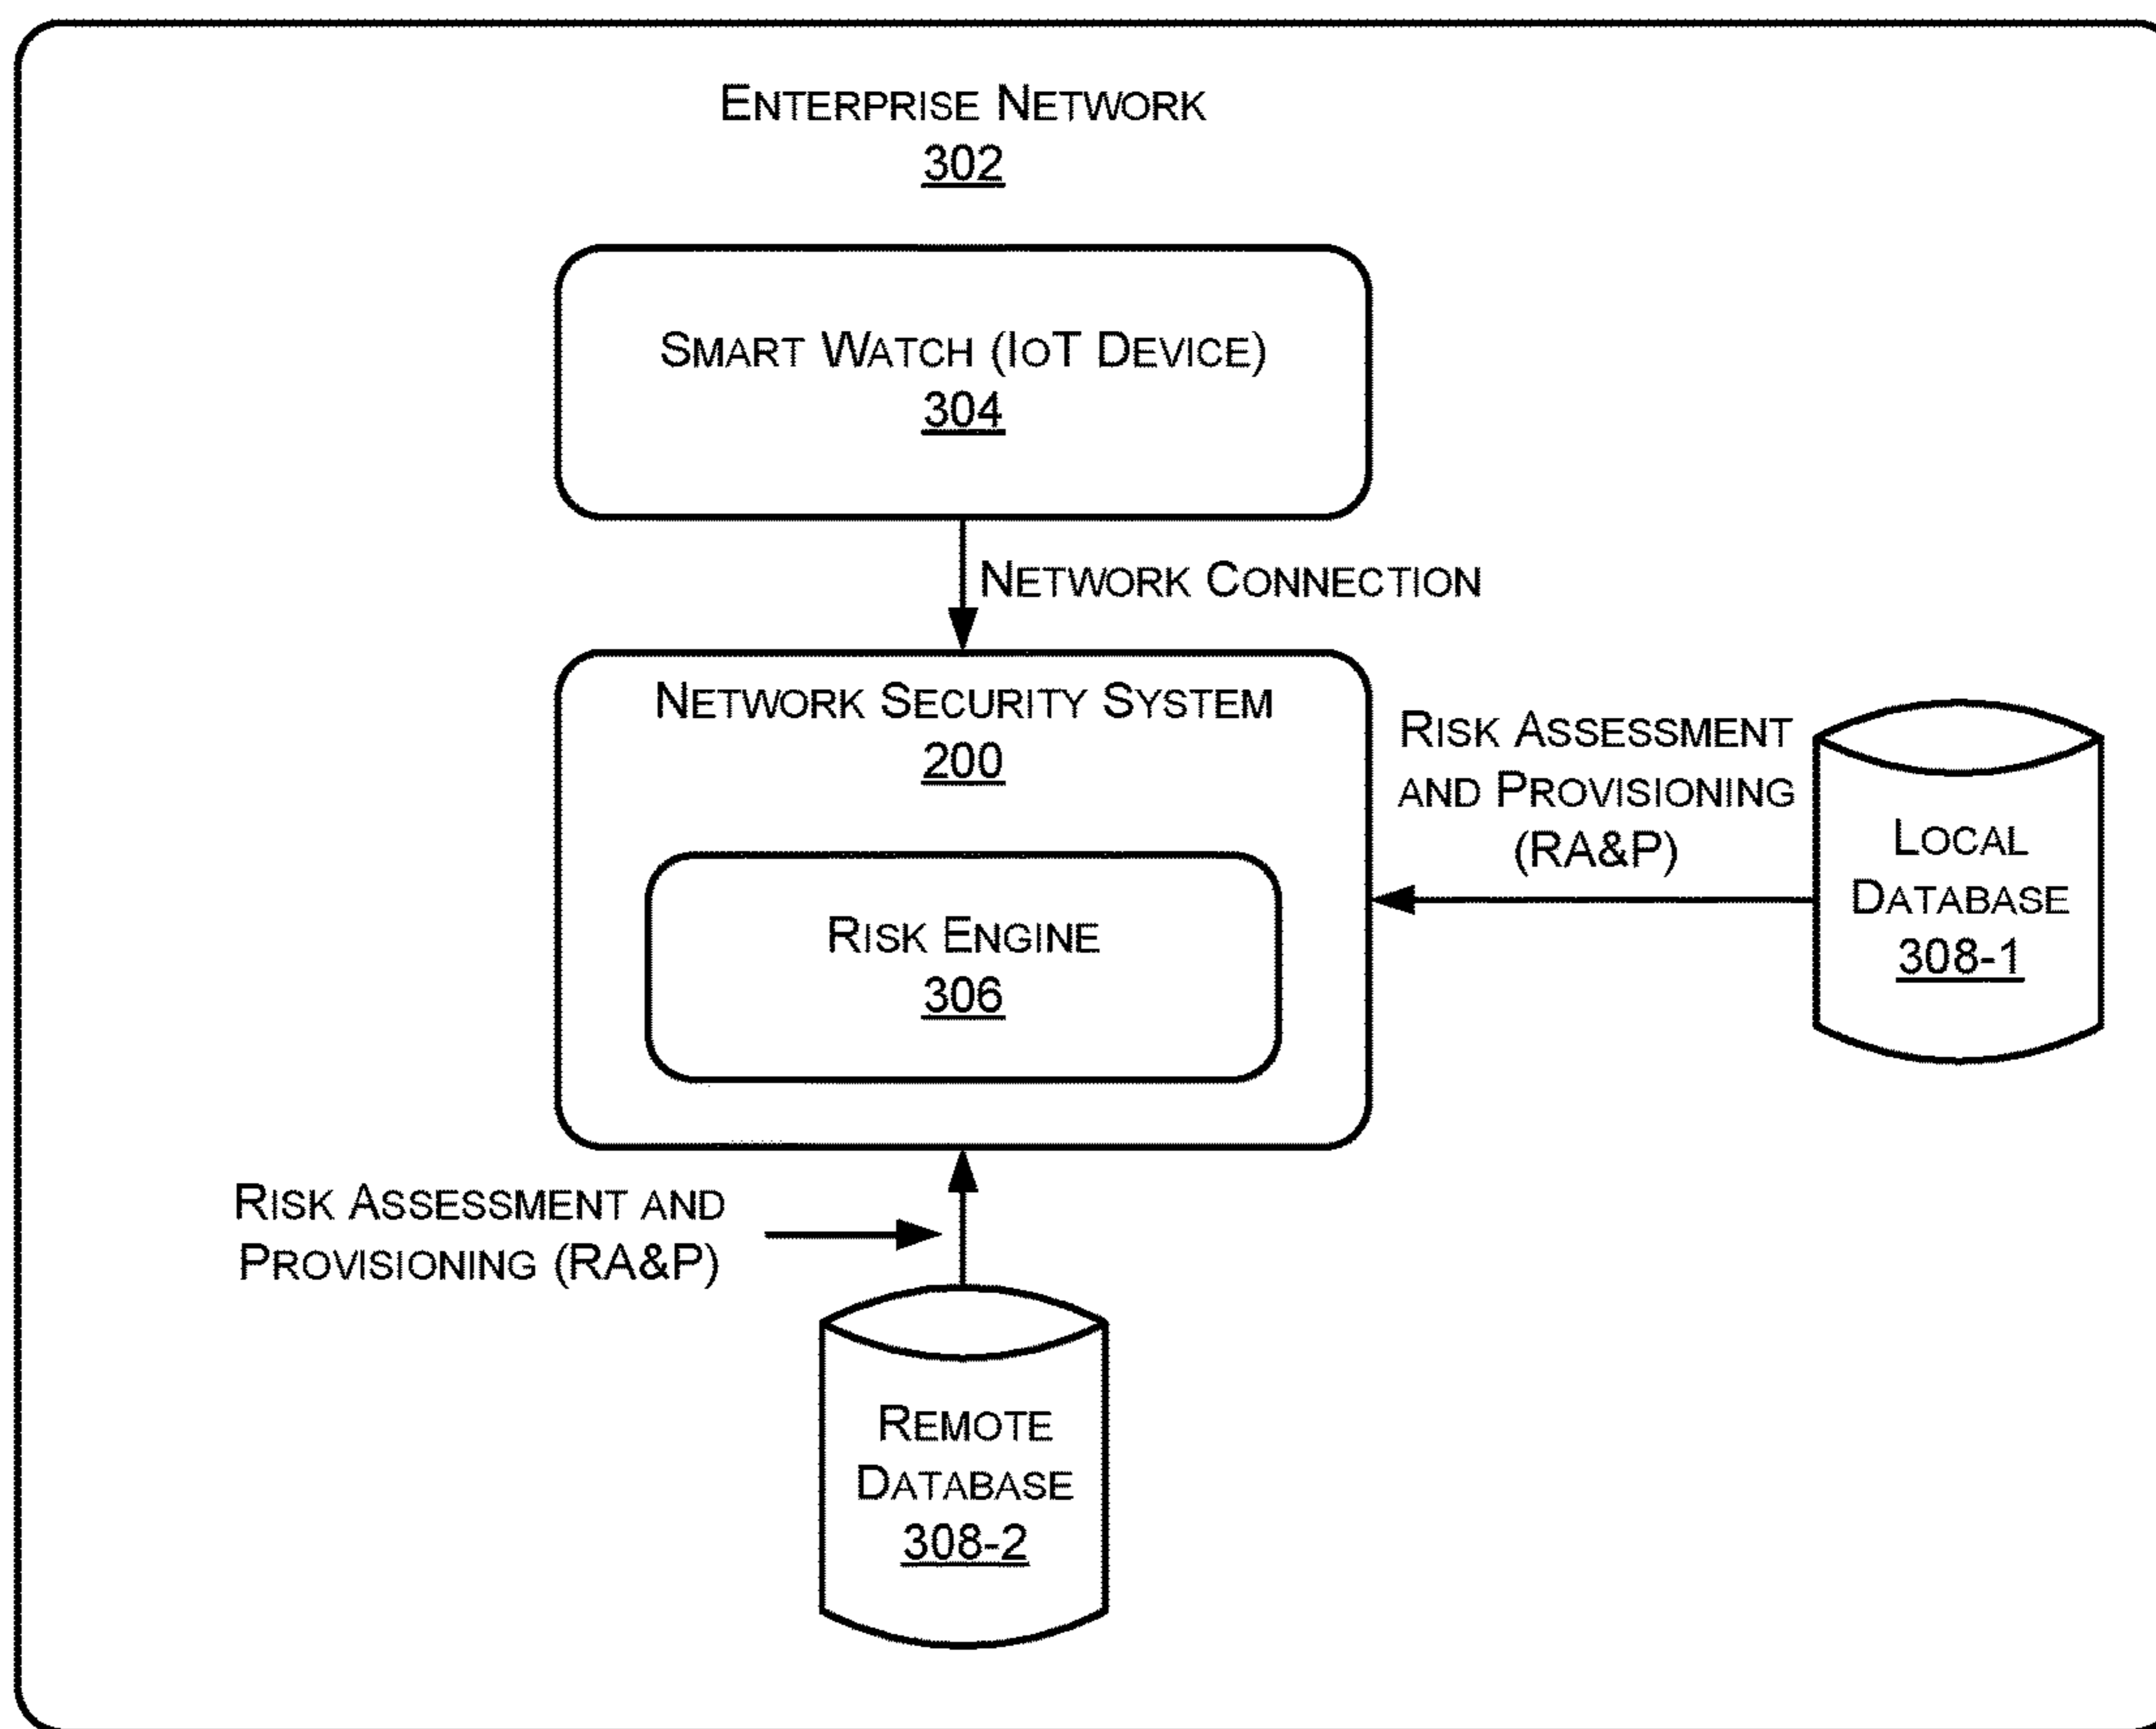 ENTERPRISE NETWORK
302
SMART WATCH (IOT DEVICE)
304
NETWORK CONNECTION
NETWORK SECURITY SYSTEM
200
RISK ENGINE
306
RISK ASSESSMENT
AND PROVISIONING
(RA&P)
LOCAL
DATABASE
308-1
RISK ASSESSMENT AND
PROVISIONING (RA&P)
REMOTE
DATABASE
308-2